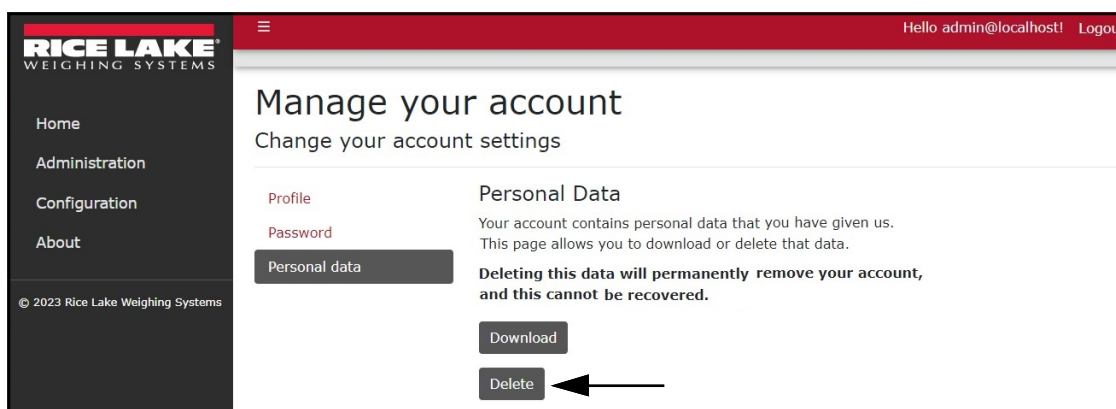 RICE LAKE
WEIGHING SYSTEMS
Home
Administration
Configuration
About
© 2023 Rice Lake Weighing Systems
☰
Hello admin@localhost! Logou
Manage your account
Change your account settings
Profile
Password
Personal data
Personal Data
Your account contains personal data that you have given us.
This page allows you to download or delete that data.
Deleting this data will permanently remove your account,
and this cannot be recovered.
Download
Delete